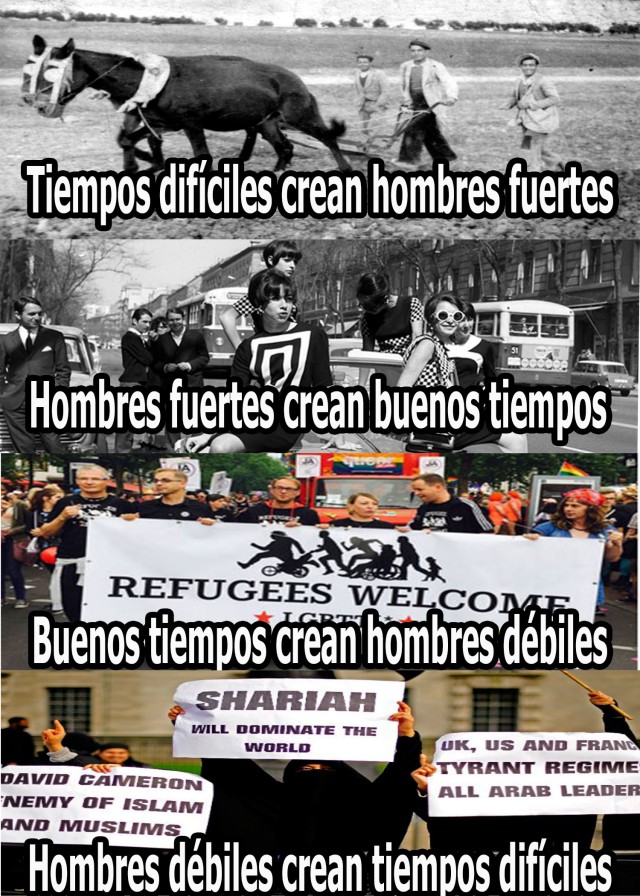 Tiempos difíciles crean hombres fuertes
51
Hombres fuertes crean buenos tiempos
REFUGEES WELCOME
LGBT
Buenos tiempos crean hombres débiles
SHARIAH
WILL DOMINATE THE
WORLD
DAVID CAMERON
NEMY OF ISLAM
AND MUSLIMS
UK, US AND FRANC
TYRANT REGIME
ALL ARAB LEADER
Hombres débiles crean tiempos difíciles